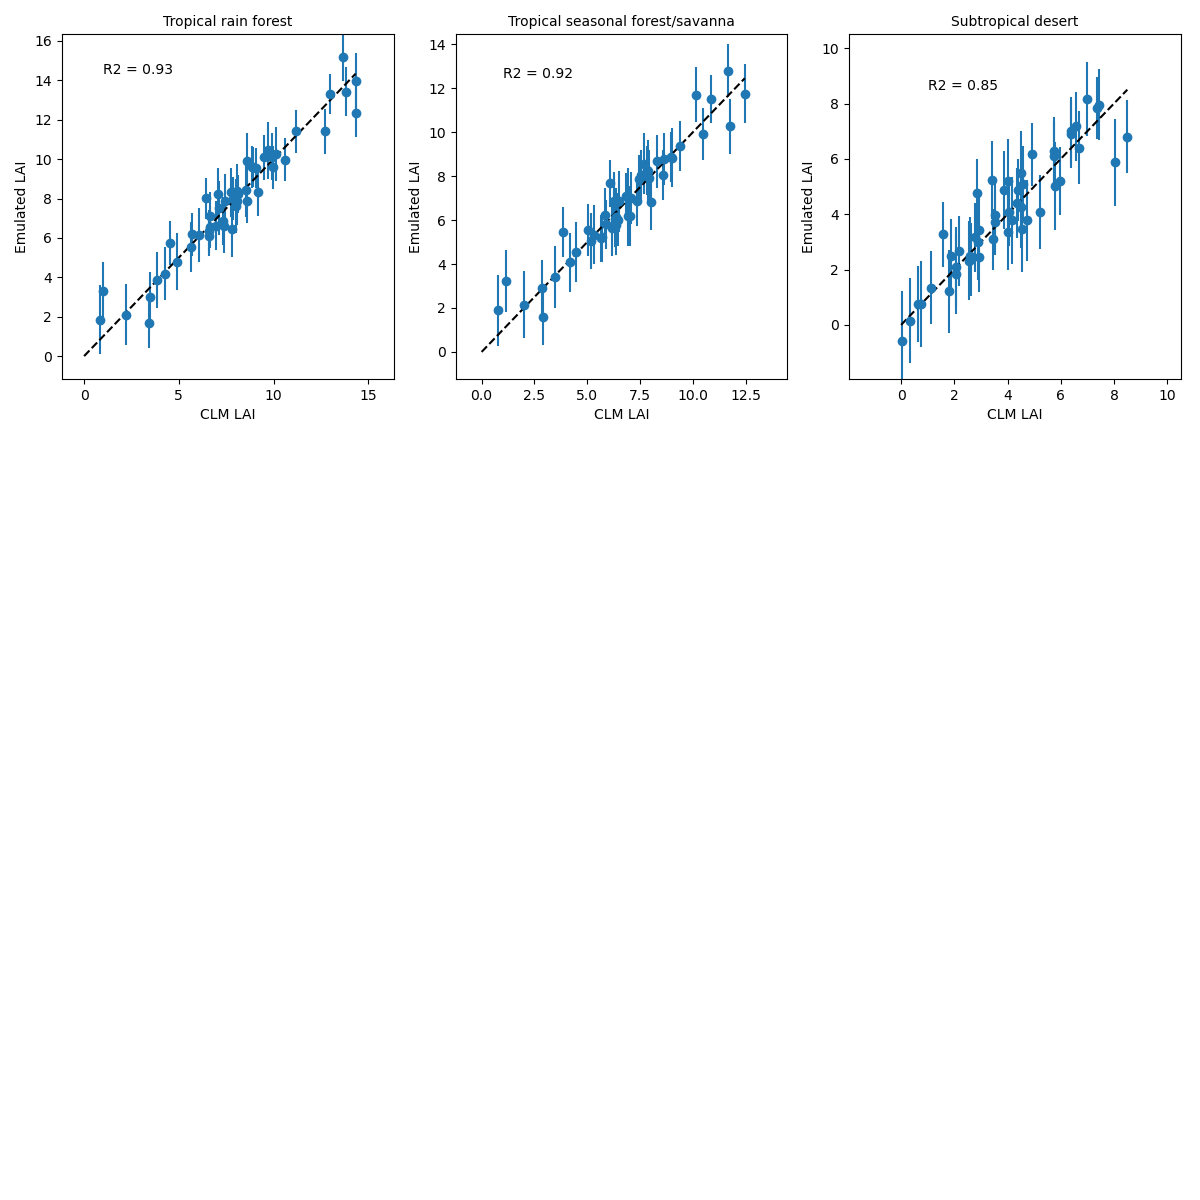 Tropical rain forest
R2 = 0.93
Emulated LAI
16
14
12
10
8
6
4
2
0
0 5 10 15
CLM LAI
Tropical seasonal forest/savanna
R2 = 0.92
Emulated LAI
14
12
10
8
6
4
2
0
0.0 2.5 5.0 7.5 10.0 12.5
CLM LAI
Subtropical desert
R2 = 0.85
Emulated LAI
10
8
6
4
2
0
0 2 4 6 8 10
CLM LAI